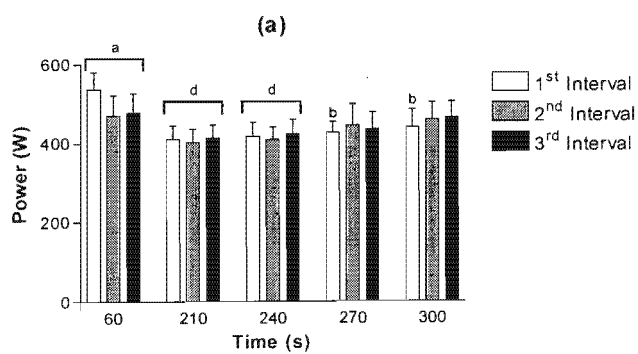 (a)
600
400
200
0
Power (W)
a
d
d
b
b
60 210 240 270 300
Time (s)
1st Interval
2nd Interval
3rd Interval